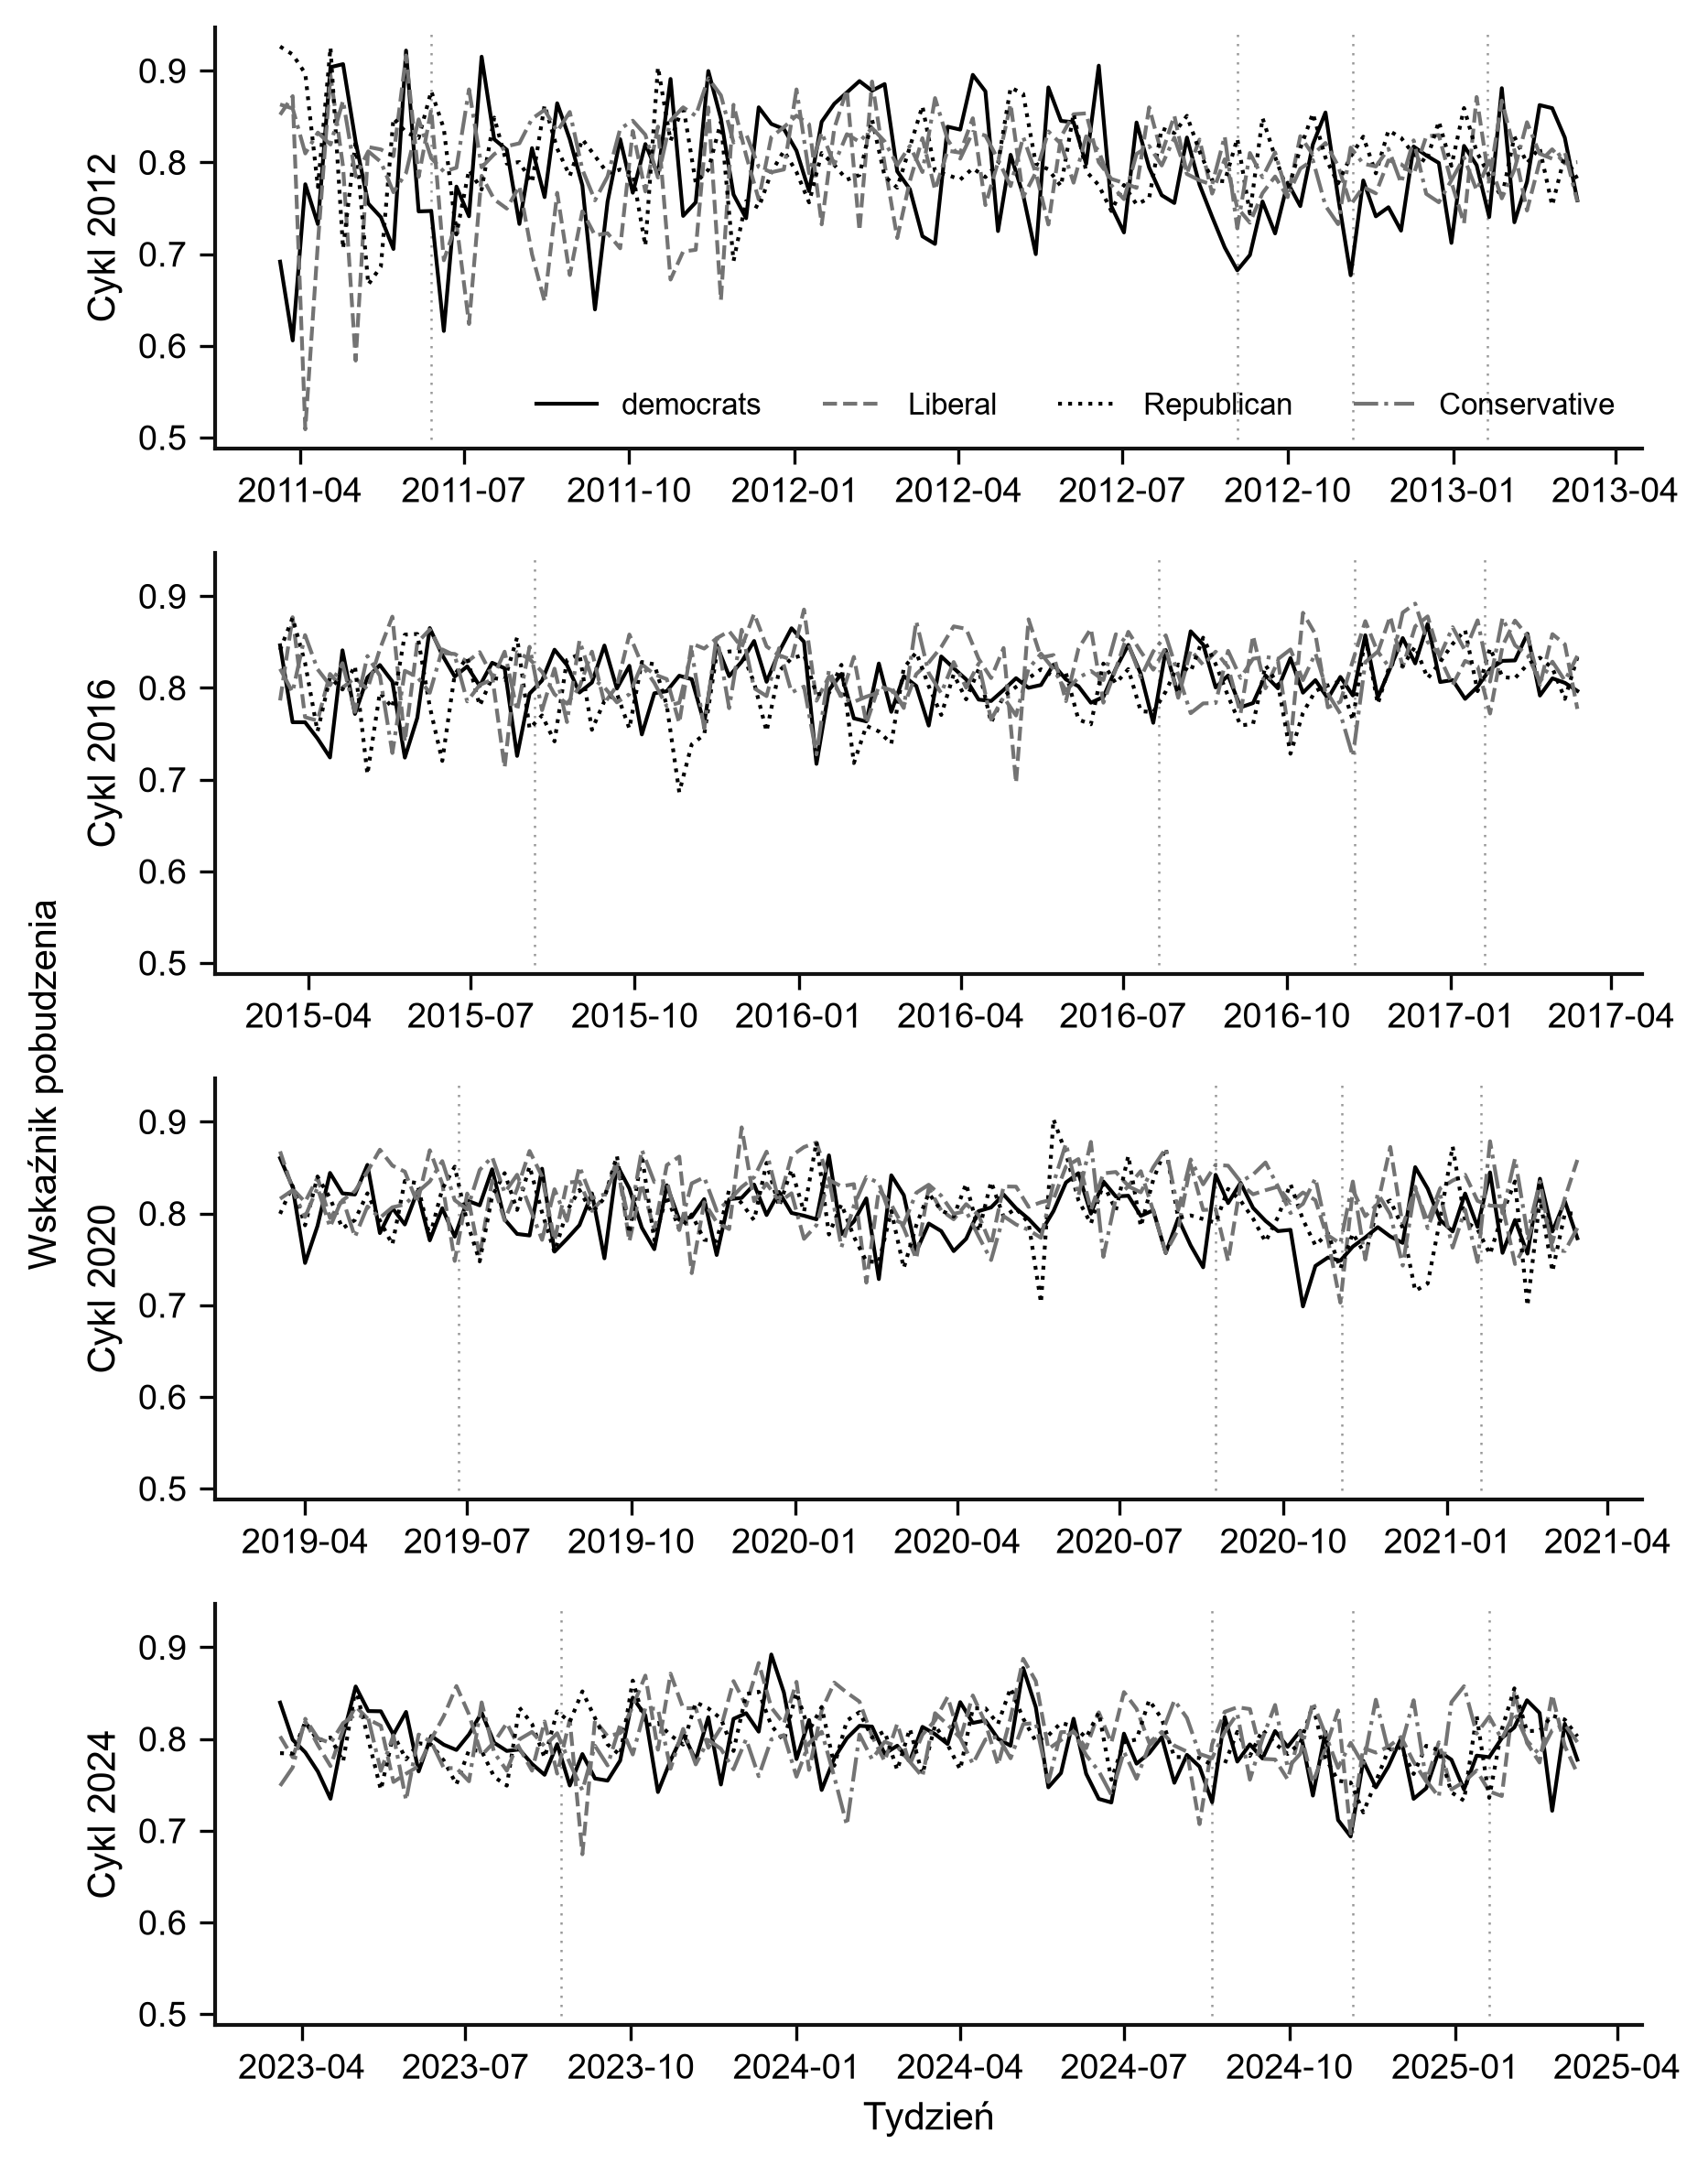 Wskaźnik pobudzenia
Cykl 2012
0.9
0.8
0.7
0.6
0.5
democrats Liberal Republican Conservative
2011-04 2011-07 2011-10 2012-01 2012-04 2012-07 2012-10 2013-01 2013-04
Cykl 2016
0.9
0.8
0.7
0.6
0.5
2015-04 2015-07 2015-10 2016-01 2016-04 2016-07 2016-10 2017-01 2017-04
Cykl 2020
0.9
0.8
0.7
0.6
0.5
2019-04 2019-07 2019-10 2020-01 2020-04 2020-07 2020-10 2021-01 2021-04
Cykl 2024
0.9
0.8
0.7
0.6
0.5
2023-04 2023-07 2023-10 2024-01 2024-04 2024-07 2024-10 2025-01 2025-04
Tydzień